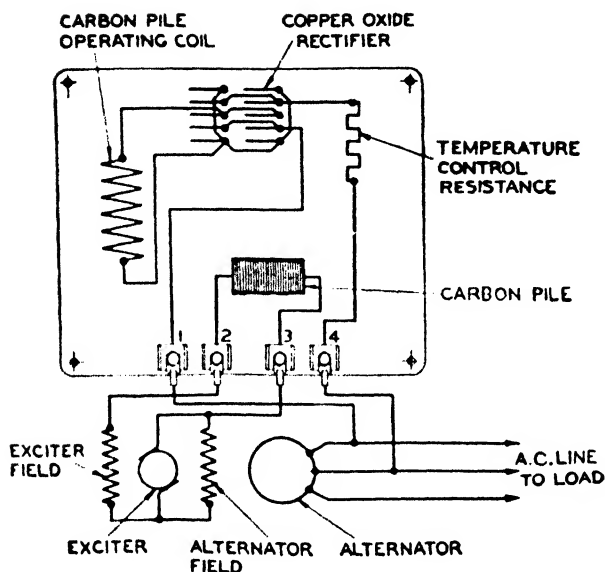 CARBON PILE
OPERATING COIL
COPPER OXIDE
RECTIFIER
TEMPERATURE
CONTROL
RESISTANCE
CARBON PILE
1 2 3 4
EXCITER
FIELD
A.C. LINE
TO LOAD
EXCITER
ALTERNATOR
FIELD
ALTERNATOR